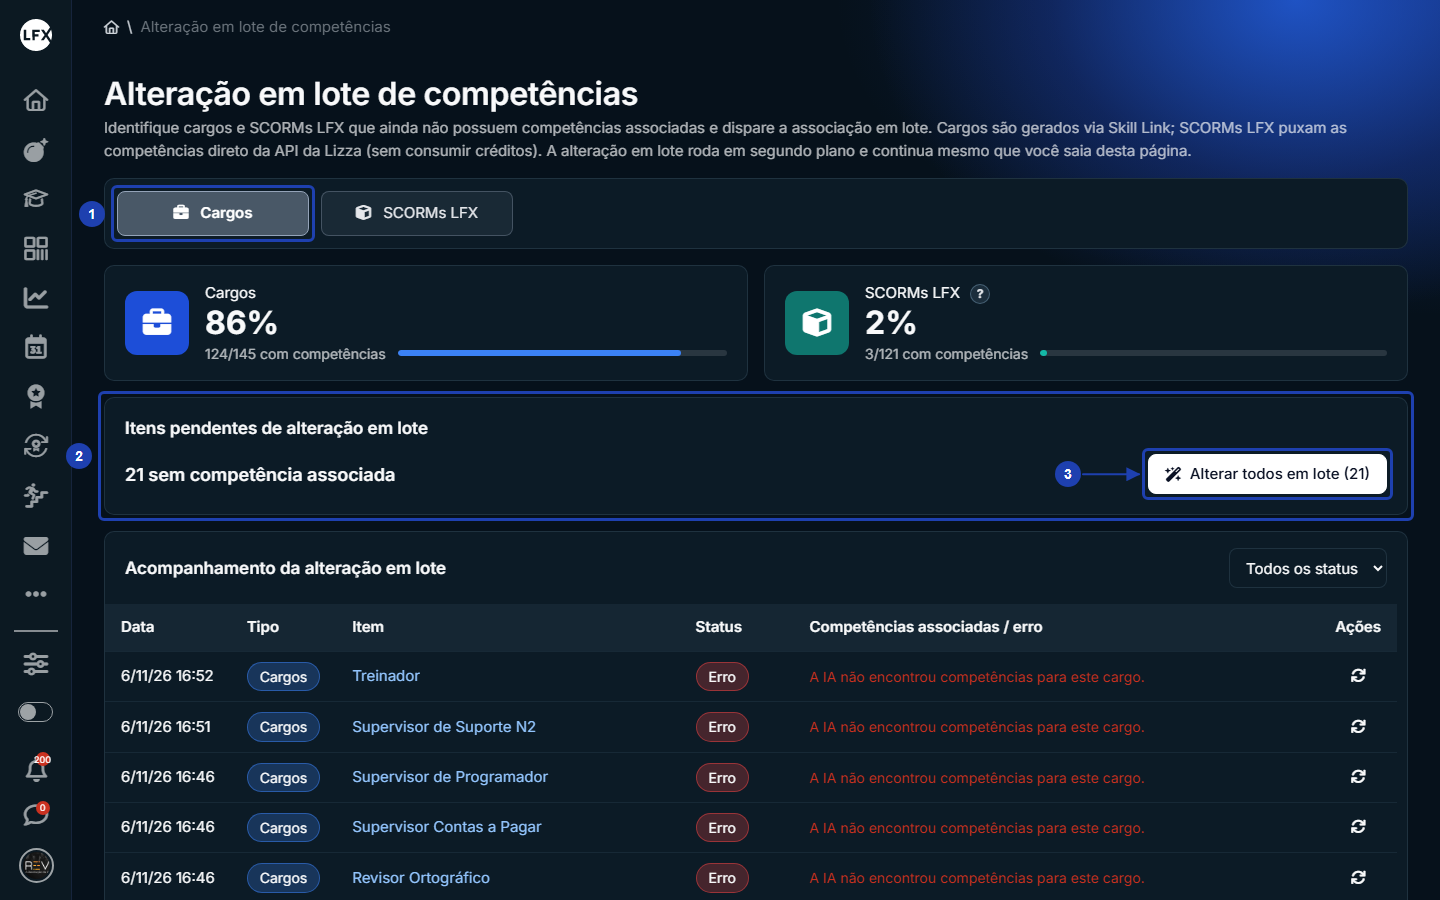 LFX
\ Alteração em lote de competências
Alteração em lote de competências
Identifique cargos e SCORMs LFX que ainda não possuem competências associadas e dispare a associação em lote. Cargos são gerados via Skill Link; SCORMs LFX puxam as
competências direto da API da Lizza (sem consumir créditos). A alteração em lote roda em segundo plano e continua mesmo que você saia desta página.
1
Cargos
SCORMs LFX
Cargos
86%
124/145 com competências
SCORMs LFX ?
2%
3/121 com competências
Itens pendentes de alteração em lote
2
21 sem competência associada
3
Alterar todos em lote (21)
Acompanhamento da alteração em lote
Todos os status
Data Tipo Item Status Competências associadas / erro Ações
6/11/26 16:52 Cargos Treinador Erro A IA não encontrou competências para este cargo.
6/11/26 16:51 Cargos Supervisor de Suporte N2 Erro A IA não encontrou competências para este cargo.
6/11/26 16:46 Cargos Supervisor de Programador Erro A IA não encontrou competências para este cargo.
6/11/26 16:46 Cargos Supervisor Contas a Pagar Erro A IA não encontrou competências para este cargo.
6/11/26 16:46 Cargos Revisor Ortográfico Erro A IA não encontrou competências para este cargo.
31
200
0
REV